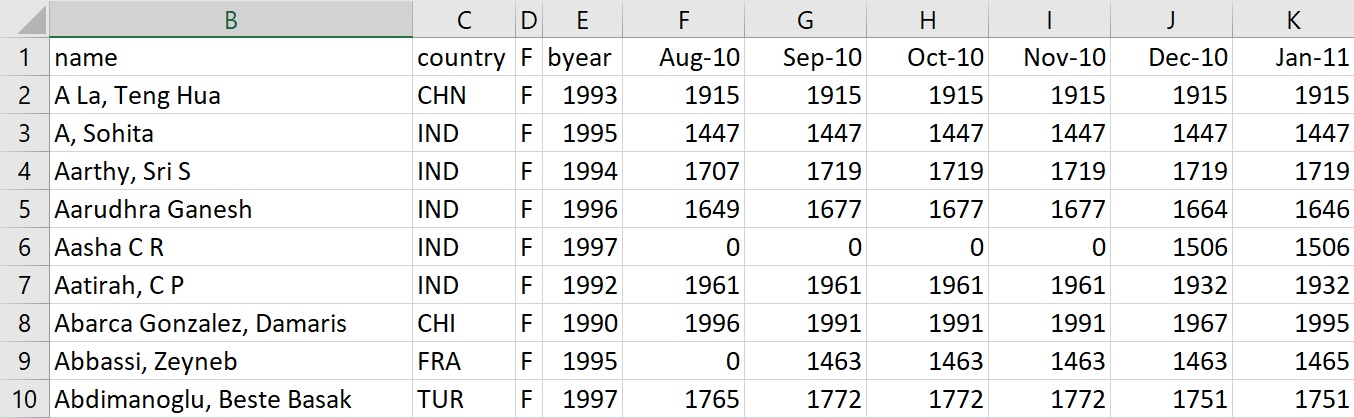 B C D E F G H I J K
1 name country F byear Aug-10 Sep-10 Oct-10 Nov-10 Dec-10 Jan-11
2 A La, Teng Hua CHN F 1993 1915 1915 1915 1915 1915 1915
3 A, Sohita IND F 1995 1447 1447 1447 1447 1447 1447
4 Aarthy, Sri S IND F 1994 1707 1719 1719 1719 1719 1719
5 Aarudhra Ganesh IND F 1996 1649 1677 1677 1677 1664 1646
6 Aasha C R IND F 1997 0 0 0 0 1506 1506
7 Aatirah, C P IND F 1992 1961 1961 1961 1961 1932 1932
8 Abarca Gonzalez, Damaris CHI F 1990 1996 1991 1991 1991 1967 1995
9 Abbassi, Zeyneb FRA F 1995 0 1463 1463 1463 1463 1465
10 Abdimanoglu, Beste Basak TUR F 1997 1765 1772 1772 1772 1751 1751